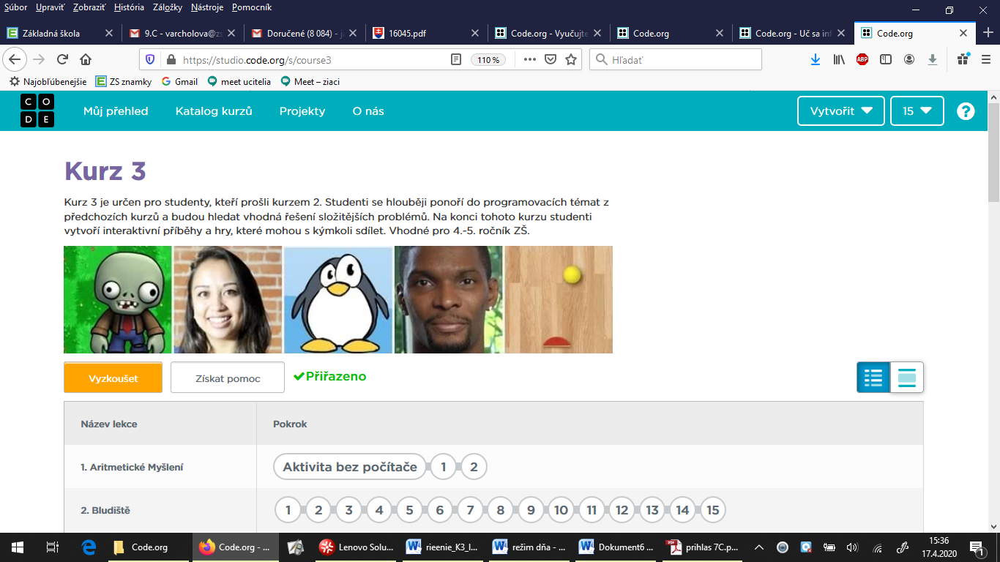 Súbor Upraviť Zobraziť História Záložky Nástroje Pomocník
Základná škola
9.C - varcholova@zs
Doručené (8 084) - j
16045.pdf
Code.org - Vyučujte
Code.org
Code.org - Uč sa inf
Code.org
https://studio.code.org/s/course3
110 %
Hľadať
ABP
Najobľúbenejšie ZS znamky Gmail meet ucitelia Meet – ziaci
C O
D E
Můj přehled Katalog kurzů Projekty O nás Vytvořit 15 ?
Kurz 3
Kurz 3 je určen pro studenty, kteří prošli kurzem 2. Studenti se hlouběji ponoří do programovacích témat z
předchozích kurzů a budou hledat vhodná řešení složitějších problémů. Na konci tohoto kurzu studenti
vytvoří interaktivní příběhy a hry, které mohou s kýmkoli sdílet. Vhodné pro 4.-5. ročník ZŠ.
Vyzkoušet Získat pomoc Přiřazeno
Název lekce Pokrok
1. Aritmetické Myšlení Aktivita bez počítače 1 2
2. Bludiště 1 2 3 4 5 6 7 8 9 10 11 12 13 14 15
Code.org Code.org - ... Lenovo Solu... rieenie_K3_l... režim dňa - ... Dokument6 ... prihlas 7C.p... 15:36
17.4.2020 1